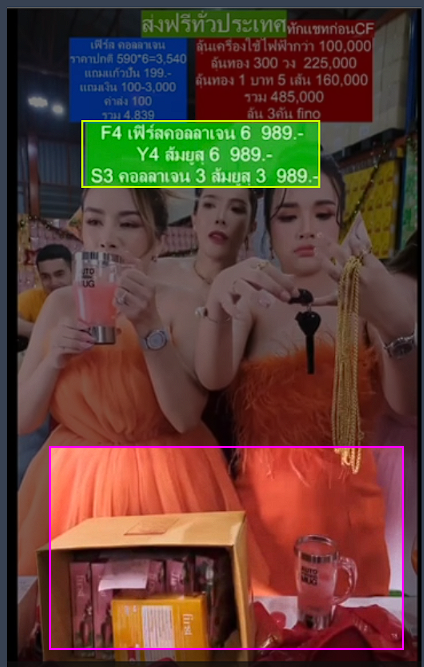 ส่งฟรีทั่วประเทศ
ทักแชทก่อนCF
เฟิร์ส คอลลาเจน
ราคาปกติ 590*6=3,540
แถมแก้วปั่น 199.-
แถมเงิน 100-3,000
ค่าส่ง 100
รวม 4,839
ลุ้นเครื่องใช้ไฟฟ้ากว่า 100,000
ลุ้นทอง 300 วง 225,000
ลุ้นทอง 1 บาท 5 เส้น 160,000
รวม 485,000
ลุ้น 3คัน fino
F4 เฟิร์สคอลลาเจน 6 989.-
Y4 ส้มยูสุ 6 989.-
S3 คอลลาเจน 3 ส้มยูสุ 3 989.-
MUG
first
MUG